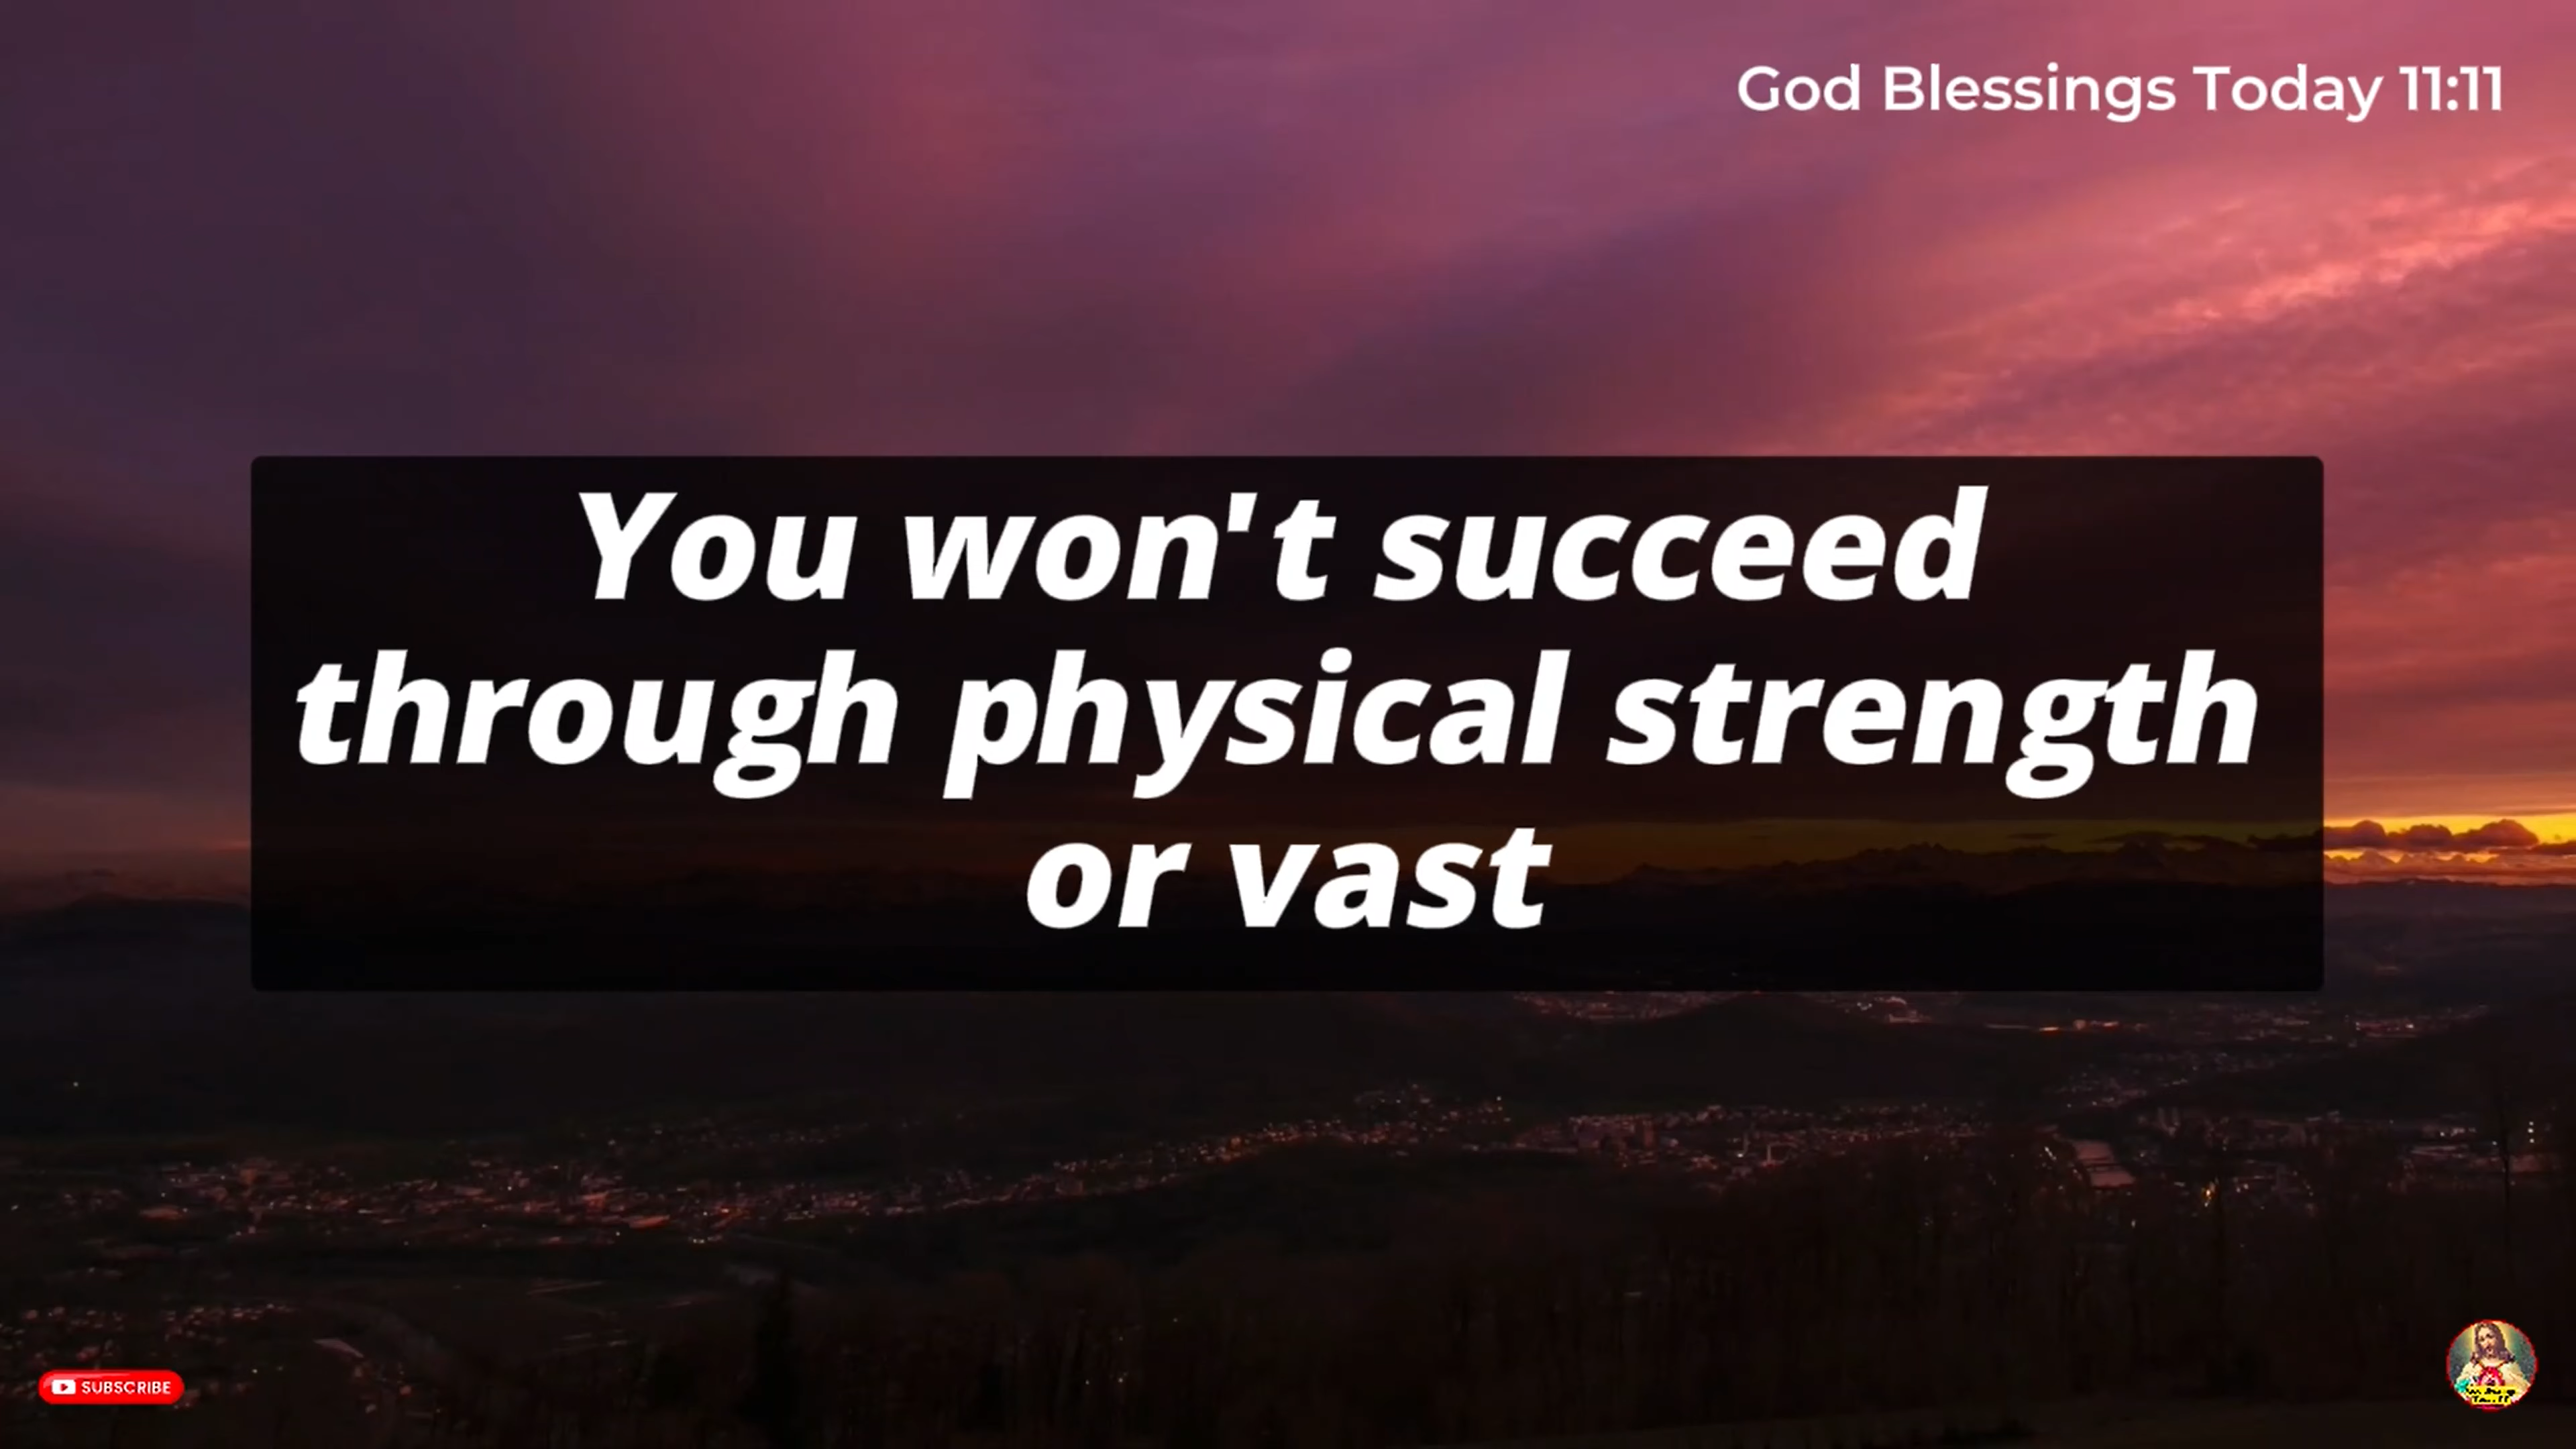 God Blessings Today 11:11
You won't succeed
through physical strength
or vast
SUBSCRIBE